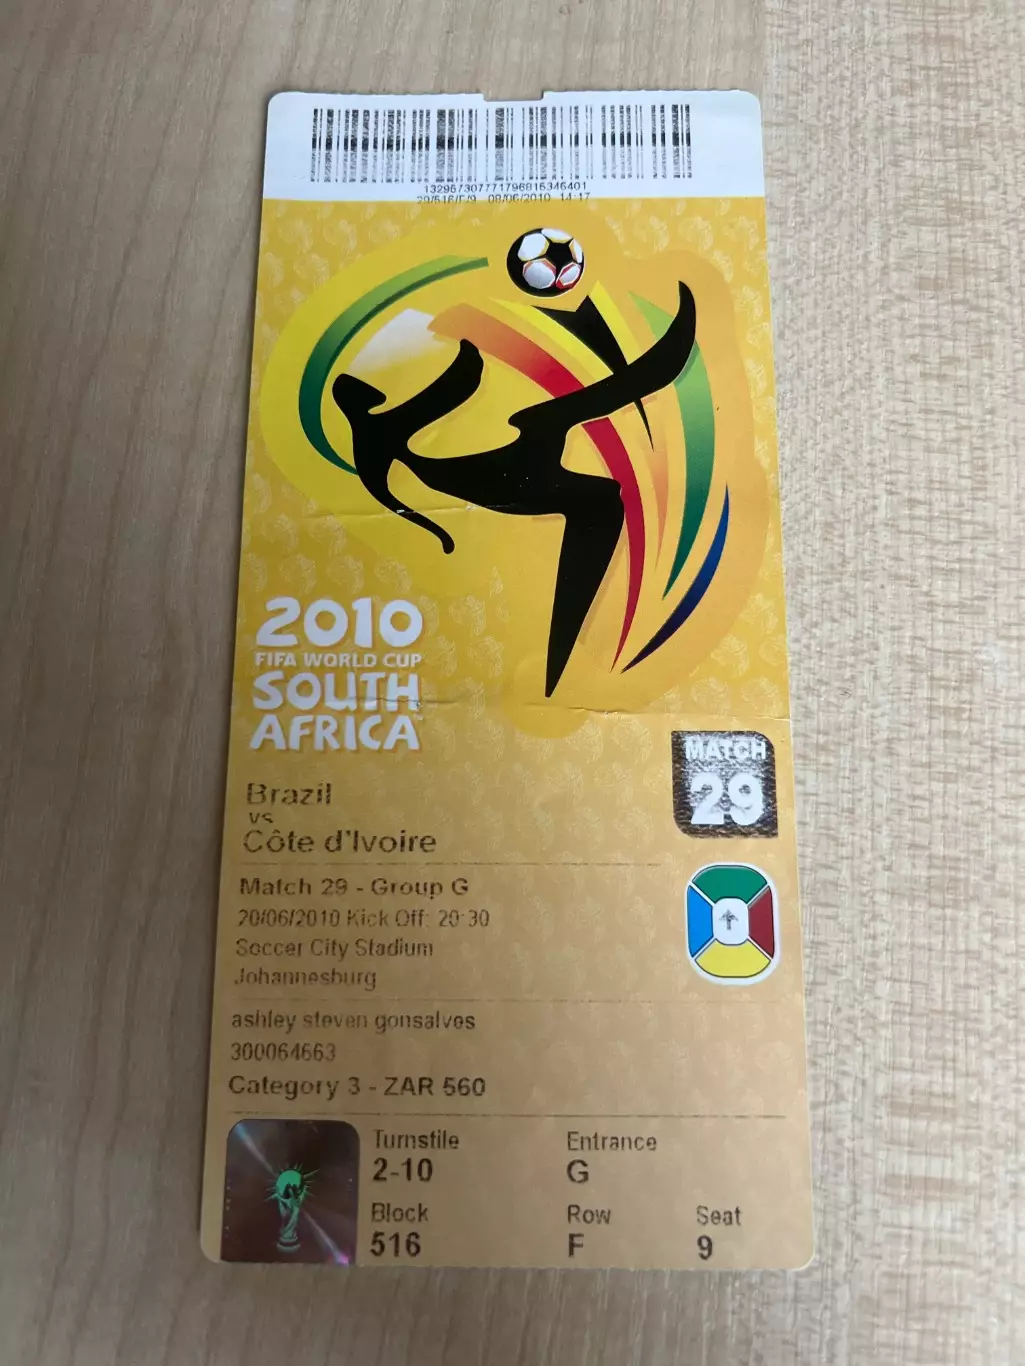 13295730777179681534640​1
29/516/F/9 08/06/2010 14:17
2010
FIFA WORLD CUP
SOUTH
AFRICA™
MATCH
29
Brazil
vs
Côte d'Ivoire
Match 29 - Group G
20/06/2010 Kick Off: 20:30
Soccer City Stadium
Johannesburg
ashley steven gonsalves
300064663
Category 3 - ZAR 560
Turnstile Entrance
2-10 G
Block Row Seat
516 F 9